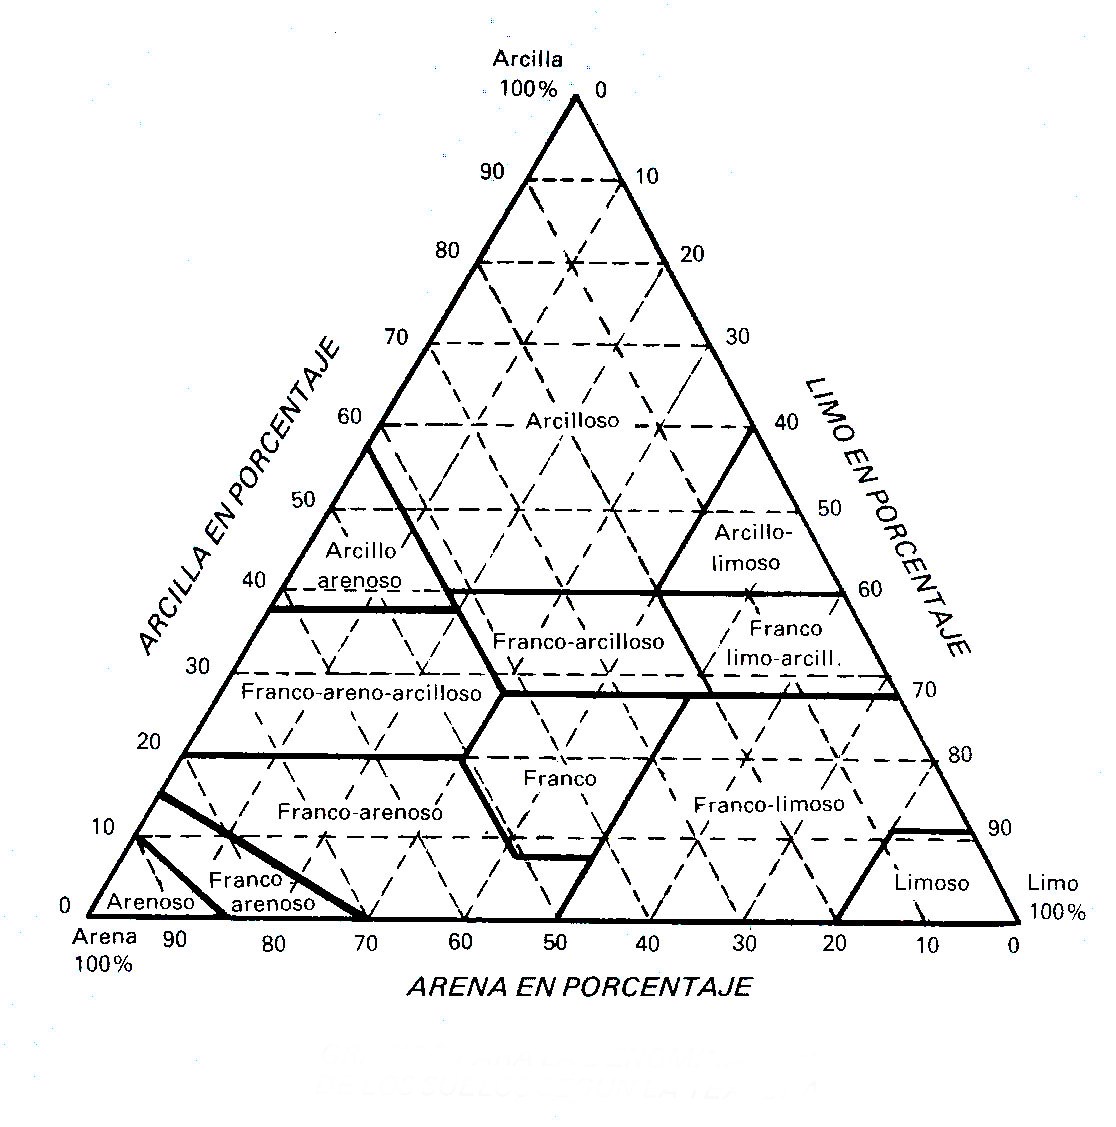 Arcilla
100% 0
90 10
80 20
70 30
60 40
Arcilloso
50 50
ARCILLA EN PORCENTAJE
LIMO EN PORCENTAJE
Arcillo
arenoso
Arcillo-
limoso
40 60
Franco-arcilloso
Franco
limo-arcill.
30 70
Franco-areno-arcilloso
20 80
Franco
Franco-arenoso
Franco-limoso
10 90
Arenoso
Franco
arenoso
Limoso
0
Limo
100%
Arena
100%
90 80 70 60 50 40 30 20 10 0
ARENA EN PORCENTAJE